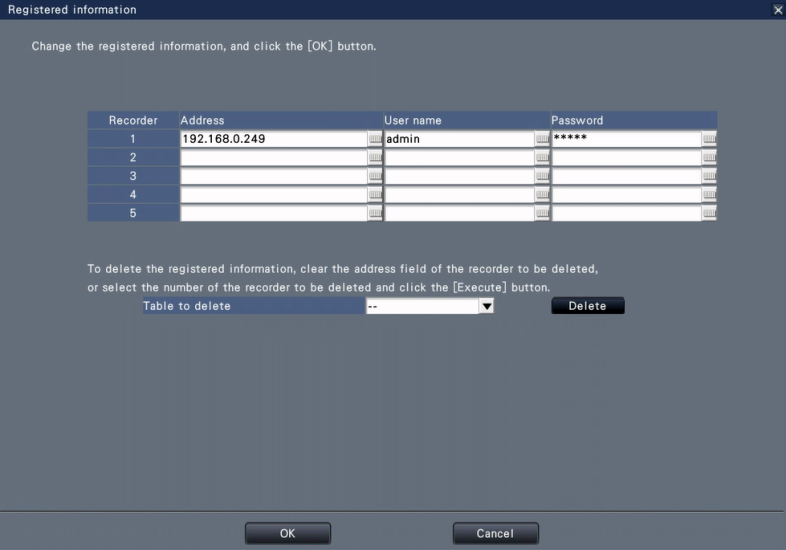 Registered information
Change the registered information, and click the [OK] button.
Recorder Address User name Password
1 192.168.0.249 admin *****
2
3
4
5
To delete the registered information, clear the address field of the recorder to be deleted,
or select the number of the recorder to be deleted and click the [Execute] button.
Table to delete -- Delete
OK Cancel